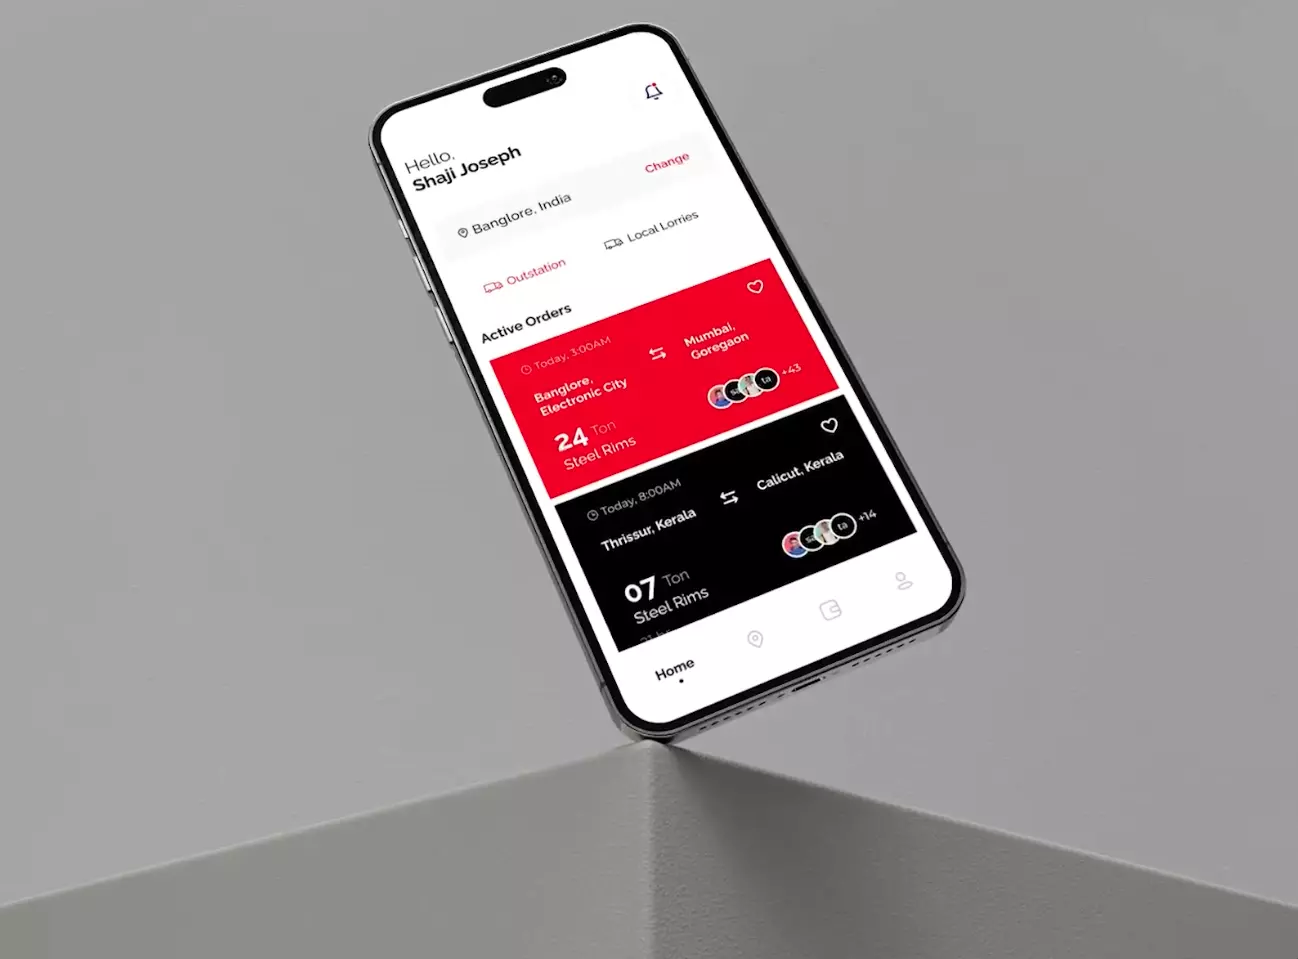 Hello,
Shaji Joseph
Banglore, India
Change
Outstation
Local Lorries
Active Orders
Today, 3:00AM
Banglore,
Electronic City
Mumbai,
Goregaon
24 Ton
Steel Rims
ta
+43
Today, 8:00AM
Thrissur, Kerala
Calicut, Kerala
07 Ton
Steel Rims
ta
+14
Home